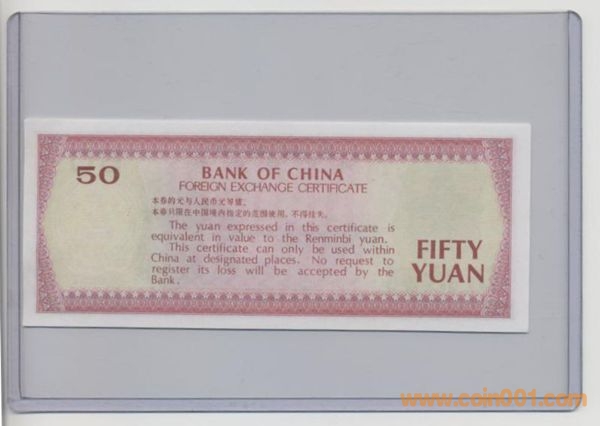 50
BANK OF CHINA
FOREIGN EXCHANGE CERTIFICATE
本券的元与人民币元等值。
本券只限在中国境内指定的范围使用，不得挂失。
The yuan expressed in this certificate is
equivalent in value to the Renminbi yuan.
This certificate can only be used within
China at designated places. No request to
register its loss will be accepted by the
Bank.
FIFTY
YUAN
www.coin001.com